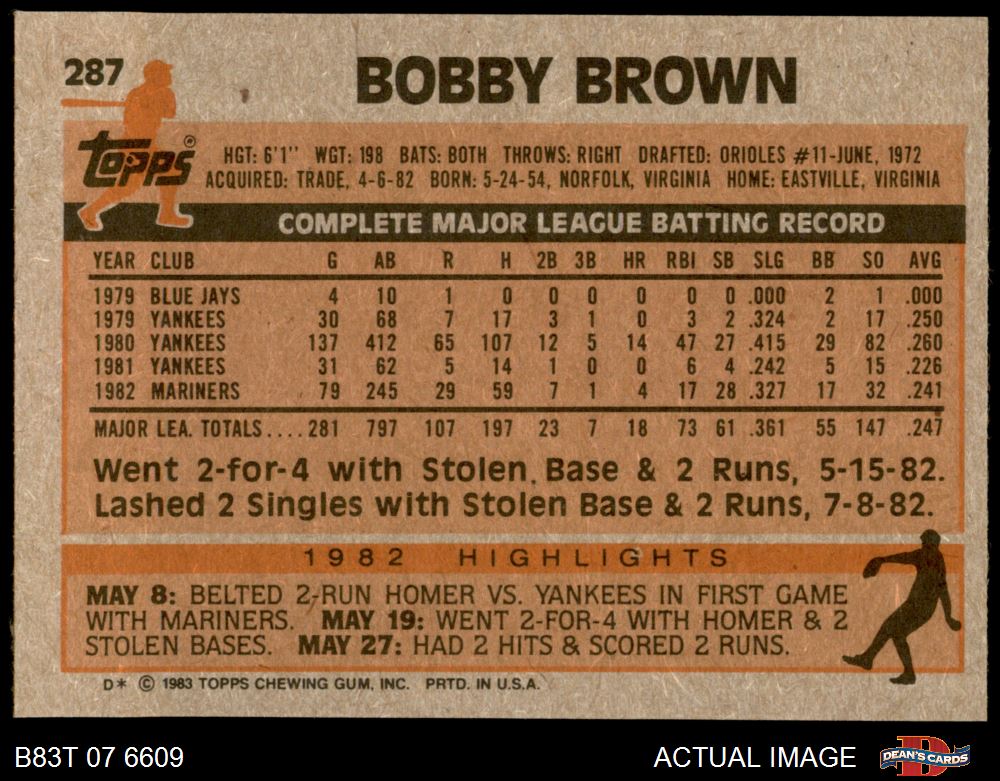 287
BOBBY BROWN
Topps®
HGT: 6'1'' WGT: 198 BATS: BOTH THROWS: RIGHT DRAFTED: ORIOLES #11-JUNE, 1972
ACQUIRED: TRADE, 4-6-82 BORN: 5-24-54, NORFOLK, VIRGINIA HOME: EASTVILLE, VIRGINIA
COMPLETE MAJOR LEAGUE BATTING RECORD
YEAR CLUB G AB R H 2B 3B HR RBI SB SLG BB SO AVG
1979 BLUE JAYS 4 10 1 0 0 0 0 0 0 .000 2 1 .000
1979 YANKEES 30 68 7 17 3 1 0 3 2 .324 2 17 .250
1980 YANKEES 137 412 65 107 12 5 14 47 27 .415 29 82 .260
1981 YANKEES 31 62 5 14 1 0 0 6 4 .242 5 15 .226
1982 MARINERS 79 245 29 59 7 1 4 17 28 .327 17 32 .241
MAJOR LEA. TOTALS....281 797 107 197 23 7 18 73 61 .361 55 147 .247
Went 2-for-4 with Stolen Base & 2 Runs, 5-15-82.
Lashed 2 Singles with Stolen Base & 2 Runs, 7-8-82.
1982 HIGHLIGHTS
MAY 8: BELTED 2-RUN HOMER VS. YANKEES IN FIRST GAME
WITH MARINERS. MAY 19: WENT 2-FOR-4 WITH HOMER & 2
STOLEN BASES. MAY 27: HAD 2 HITS & SCORED 2 RUNS.
D* © 1983 TOPPS CHEWING GUM, INC. PRTD. IN U.S.A.
B83T 07 6609
ACTUAL IMAGE
DEAN'S CARDS